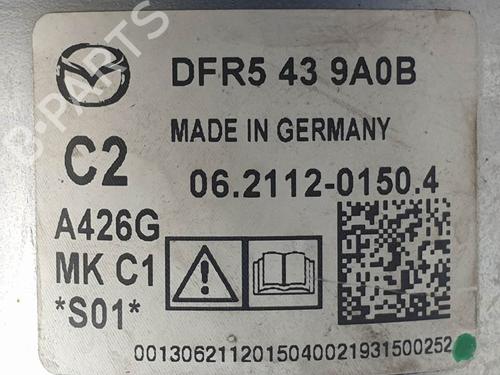 DFR5 43 9A0B
MADE IN GERMANY
C2
06.2112-0150.4
A426G
MK C1
*S01*
0013062112015040021931500252
B-PARTS